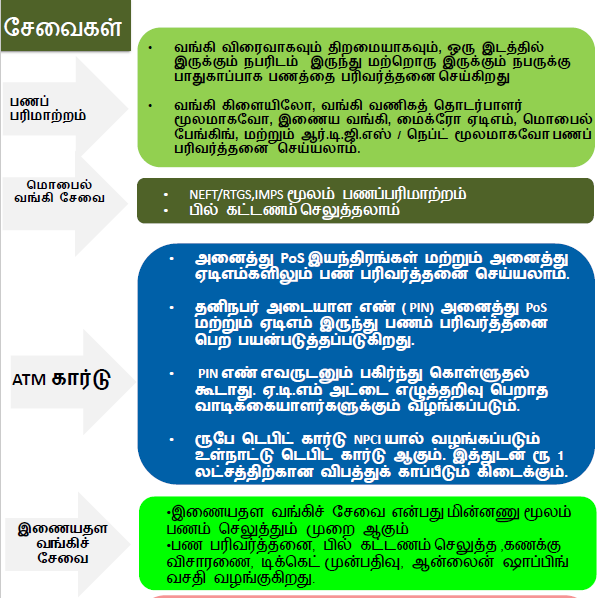 சேவைகள்
பணப்
பரிமாற்றம்
• வங்கி விரைவாகவும் திறமையாகவும், ஒரு இடத்தில்
இருக்கும் நபரிடம் இருந்து மற்றொரு இருக்கும் நபருக்கு
பாதுகாப்பாக பணத்தை பரிவர்த்தனை செய்கிறது
• வங்கி கிளையிலோ, வங்கி வணிகத் தொடர்பாளர்
மூலமாகவோ, இணைய வங்கி, மைக்ரோ ஏடிஎம், மொபைல்
பேங்கிங், மற்றும் ஆர்.டி.ஜி.எஸ் / நெப்ட் மூலமாகவோ பணப்
பரிவர்த்தனை செய்யலாம்.
மொபைல்
வங்கி சேவை
• NEFT/RTGS,IMPS மூலம் பணப்பரிமாற்றம்
• பில் கட்டணம் செலுத்தலாம்
ATM கார்டு
• அனைத்து PoS இயந்திரங்கள் மற்றும் அனைத்து
ஏடிஎம்களிலும் பண பரிவர்த்தனை செய்யலாம்.
• தனிநபர் அடையாள எண் ( PIN) அனைத்து PoS
மற்றும் ஏடிஎம் இருந்து பணம் பரிவர்த்தனை
பெற பயன்படுத்தப்படுகிறது.
• PIN எண் எவருடனும் பகிர்ந்து கொள்ளுதல்
கூடாது. ஏ.டி.எம் அட்டை எழுத்தறிவு பெறாத
வாடிக்கையாளர்களுக்கும் வழங்கப்படும்.
• ரூபே டெபிட் கார்டு NPCI யால் வழங்கப்படும்
உள்நாட்டு டெபிட் கார்டு ஆகும். இத்துடன் ரூ 1
லட்சத்திற்கான விபத்துக் காப்பீடும் கிடைக்கும்.
இணையதள
வங்கிச்
சேவை
•இணையதள வங்கிச் சேவை என்பது மின்னணு மூலம்
பணம் செலுத்தும் முறை ஆகும்
•பண பரிவர்த்தனை, பில் கட்டணம் செலுத்த ,கணக்கு
விசாரணை, டிக்கெட் முன்பதிவு, ஆன்லைன் ஷாப்பிங்
வசதி வழங்குகிறது.